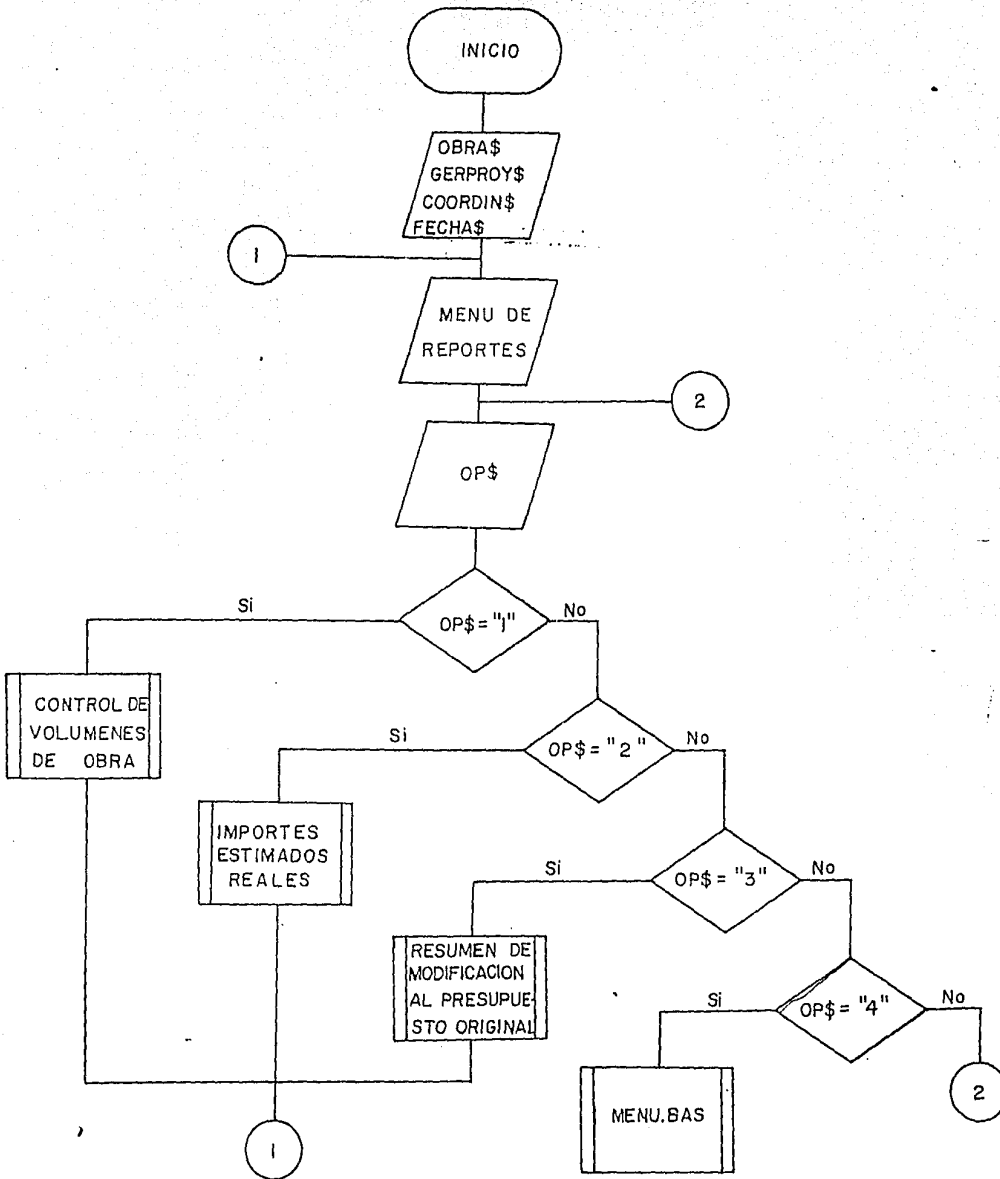 INICIO
OBRA$
GERPROY$
COORDIN$
FECHA$
1
MENU DE
REPORTES
2
OP$
Si
OP$= "1"
No
CONTROL DE
VOLUMENES
DE OBRA
Si
OP$= "2"
No
IMPORTES
ESTIMADOS
REALES
Si
OP$= "3"
No
RESUMEN DE
MODIFICACION
AL PRESUPUE-
STO ORIGINAL
Si
OP$= "4"
No
MENU.BAS
2
1